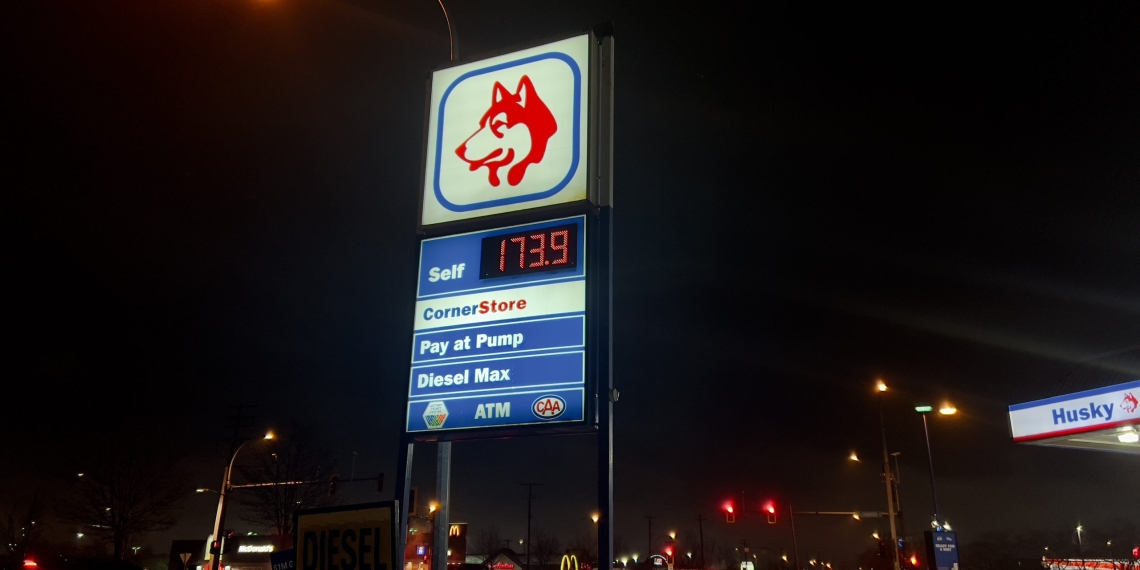 Self 173.9
CornerStore
Pay at Pump
Diesel Max
ATM CAA
Husky
DIESEL
McDonald's